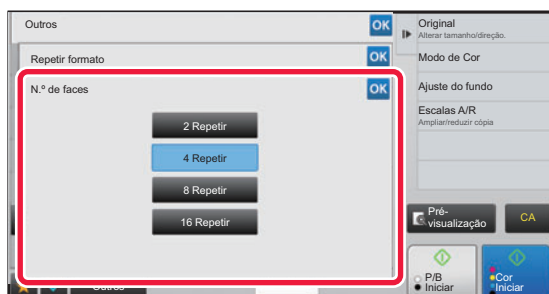 Outros
OK
Repetir formato
OK
N.º de faces
OK
2 Repetir
4 Repetir
8 Repetir
16 Repetir
Original
Alterar tamanho/direção.
Modo de Cor
Ajuste do fundo
Escalas A/R
Ampliar/reduzir cópia
Pré-
visualização
CA
P/B
Iniciar
Cor
Iniciar
Outros